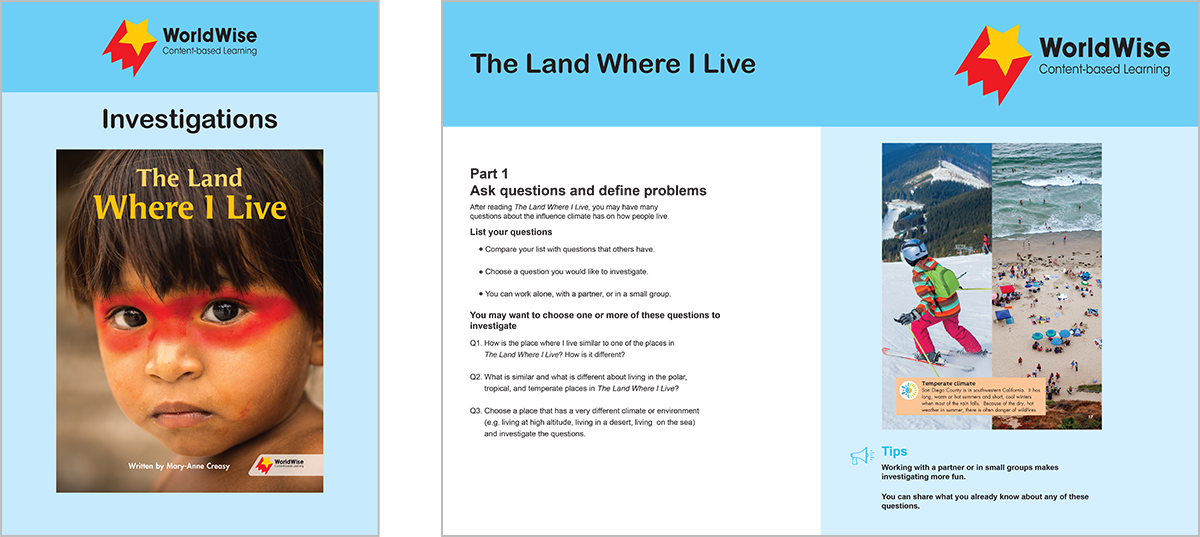 WorldWise
Content-based Learning
Investigations
The Land
Where I Live
Written by Mary-Anne Creasy
WorldWise
Content-based Learning
The Land Where I Live
WorldWise
Content-based Learning
Part 1
Ask questions and define problems
After reading The Land Where I Live, you may have many
questions about the influence climate has on how people live.
List your questions
• Compare your list with questions that others have.
• Choose a question you would like to investigate.
• You can work alone, with a partner, or in a small group.
You may want to choose one or more of these questions to
investigate
Q1. How is the place where I live similar to one of the places in
The Land Where I Live? How is it different?
Q2. What is similar and what is different about living in the polar,
tropical, and temperate places in The Land Where I Live?
Q3. Choose a place that has a very different climate or environment
(e.g. living at high altitude, living in a desert, living on the sea)
and investigate the questions.
Temperate climate
San Diego County is in southwestern California. It has
long, warm or hot summers and short, cool winters
when most of the rain falls. Because of the dry, hot
weather in summer, there is often danger of wildfires.
17
Tips
Working with a partner or in small groups makes
investigating more fun.
You can share what you already know about any of these
questions.